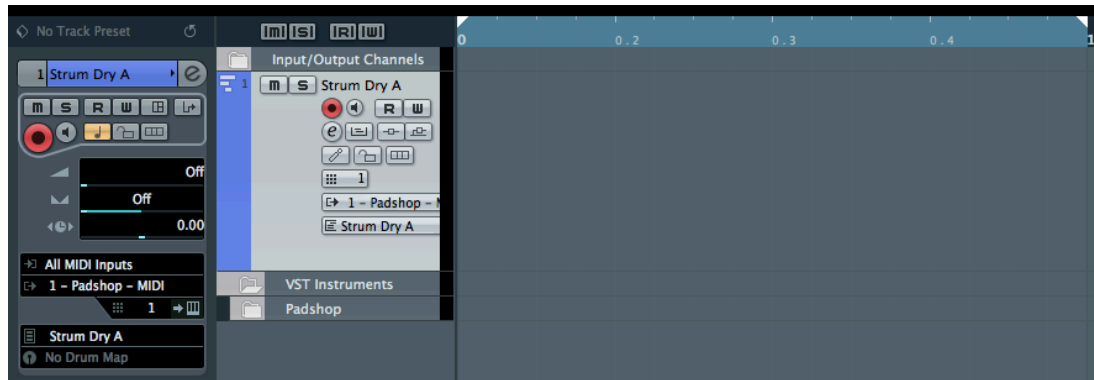 No Track Preset
1 Strum Dry A e
m S R W
Off
Off
0.00
All MIDI Inputs
1 - Padshop - MIDI
1
Strum Dry A
No Drum Map
m S R W
Input/Output Channels
1 m S Strum Dry A
R W
e
1
1 - Padshop - M
Strum Dry A
VST Instruments
Padshop
0 0.2 0.3 0.4 1